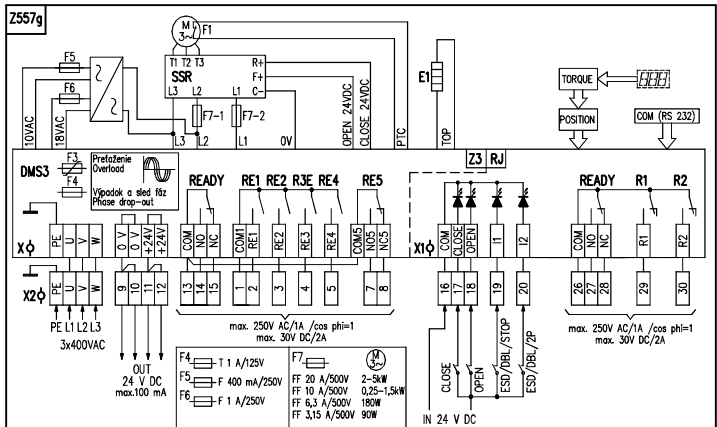 Z557g
F5
F6
10VAC
18VAC
M
3~
F1
T1 T2 T3
SSR
R+
F+
C-
L3 L2 L1
F7-1
F7-2
L3 L2 L1 0V
OPEN 24VDC
CLOSE 24VDC
PTC
E1
TOP
TORQUE
POSITION
COM (RS 232)
DMS3
F3
F4
Preťaženie
Overload
Výpadok a sled fáz
Phase drop-out
READY RE1 RE2 R3E RE4 RE5
Z3 RJ
READY R1 R2
X
PE U V W
0 V 0 V +24V +24V
COM NO NC
COM1 RE1 RE2 RE3 RE4 COM5 NO5 NC5
X1
COM CLOSE OPEN I1 I2
COM NO NC R1 R2
X2
PE U V W
9 10 11 12
13 14 15
1 2 3 4 5 7 8
16 17 18 19 20
26 27 28 29 30
PE L1 L2 L3
3x400VAC
max. 250V AC/1A /cos phi=1
max. 30V DC/2A
max. 250V AC/1A /cos phi=1
max. 30V DC/2A
OUT
24 V DC
max.100 mA
F4 T 1 A/125V
F5 F 400 mA/250V
F6 F 1 A/250V
F7 M
3~
FF 20 A/500V 2-5kW
FF 10 A/500V 0,25-1,5kW
FF 6,3 A/500V 180W
FF 3,15 A/500V 90W
CLOSE
OPEN
ESD/DBL/STOP
ESD/DBL/2P
IN 24 V DC